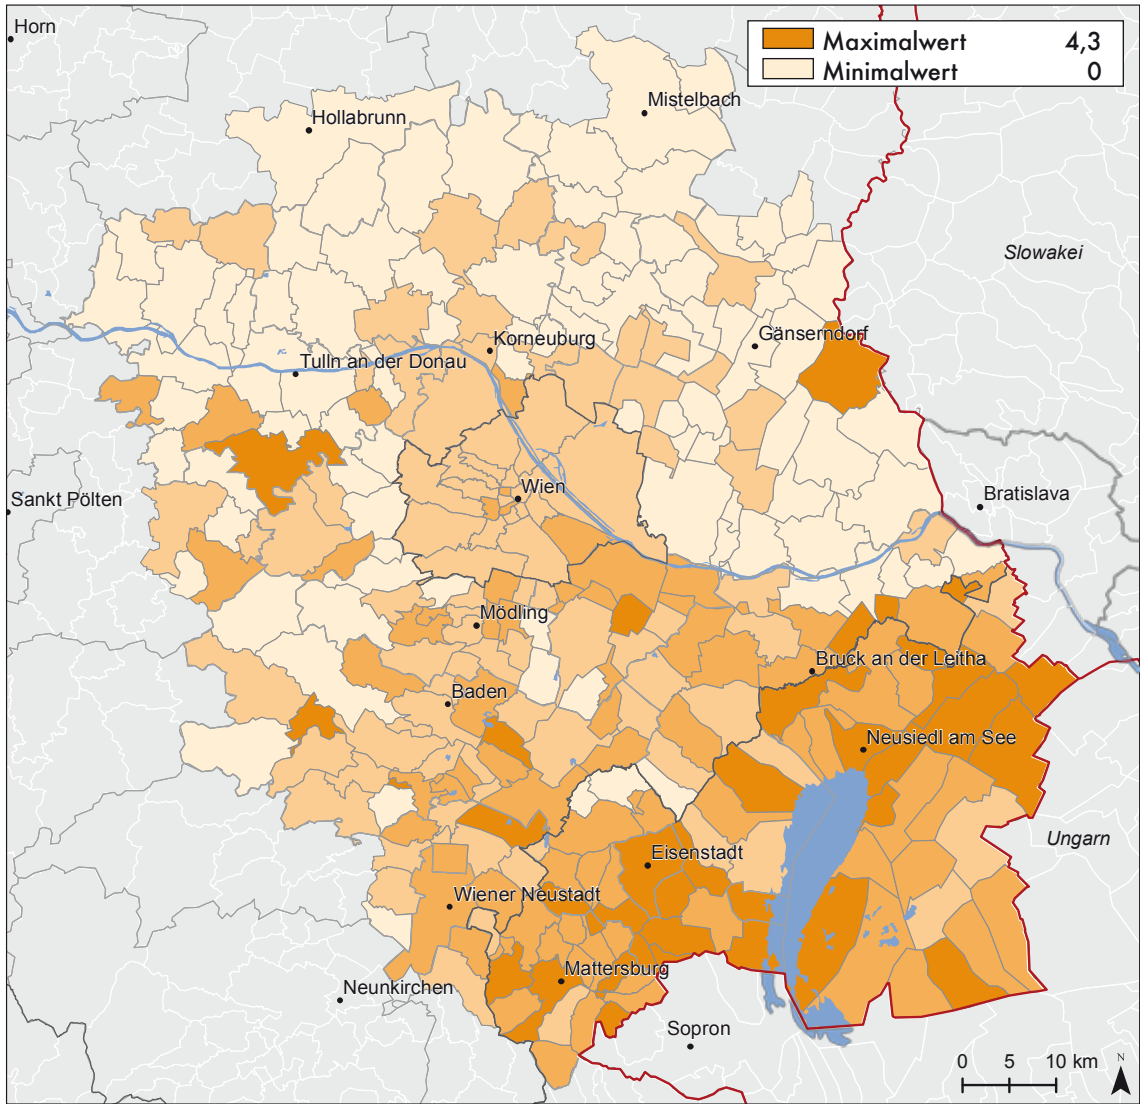 Horn
Maximalwert 4,3
Minimalwert 0
Mistelbach
Hollabrunn
Slowakei
Gänserndorf
Korneuburg
Tulln an der Donau
Wien
Bratislava
Sankt Pölten
Mödling
Bruck an der Leitha
Baden
Neusiedl am See
Ungarn
Eisenstadt
Wiener Neustadt
Mattersburg
Neunkirchen
Sopron
0 5 10 km
N